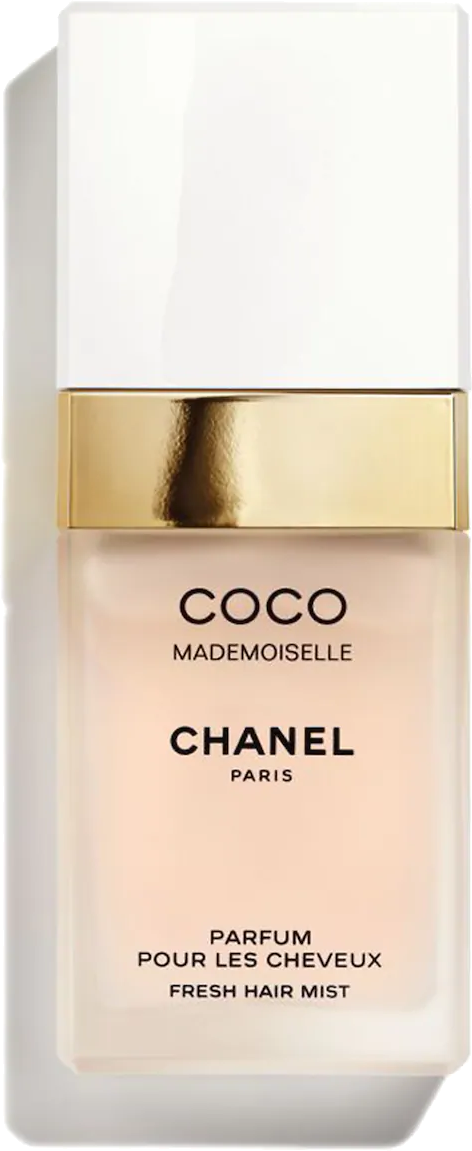 COCO
MADEMOISELLE
CHANEL
PARIS
PARFUM
POUR LES CHEVEUX
FRESH HAIR MIST